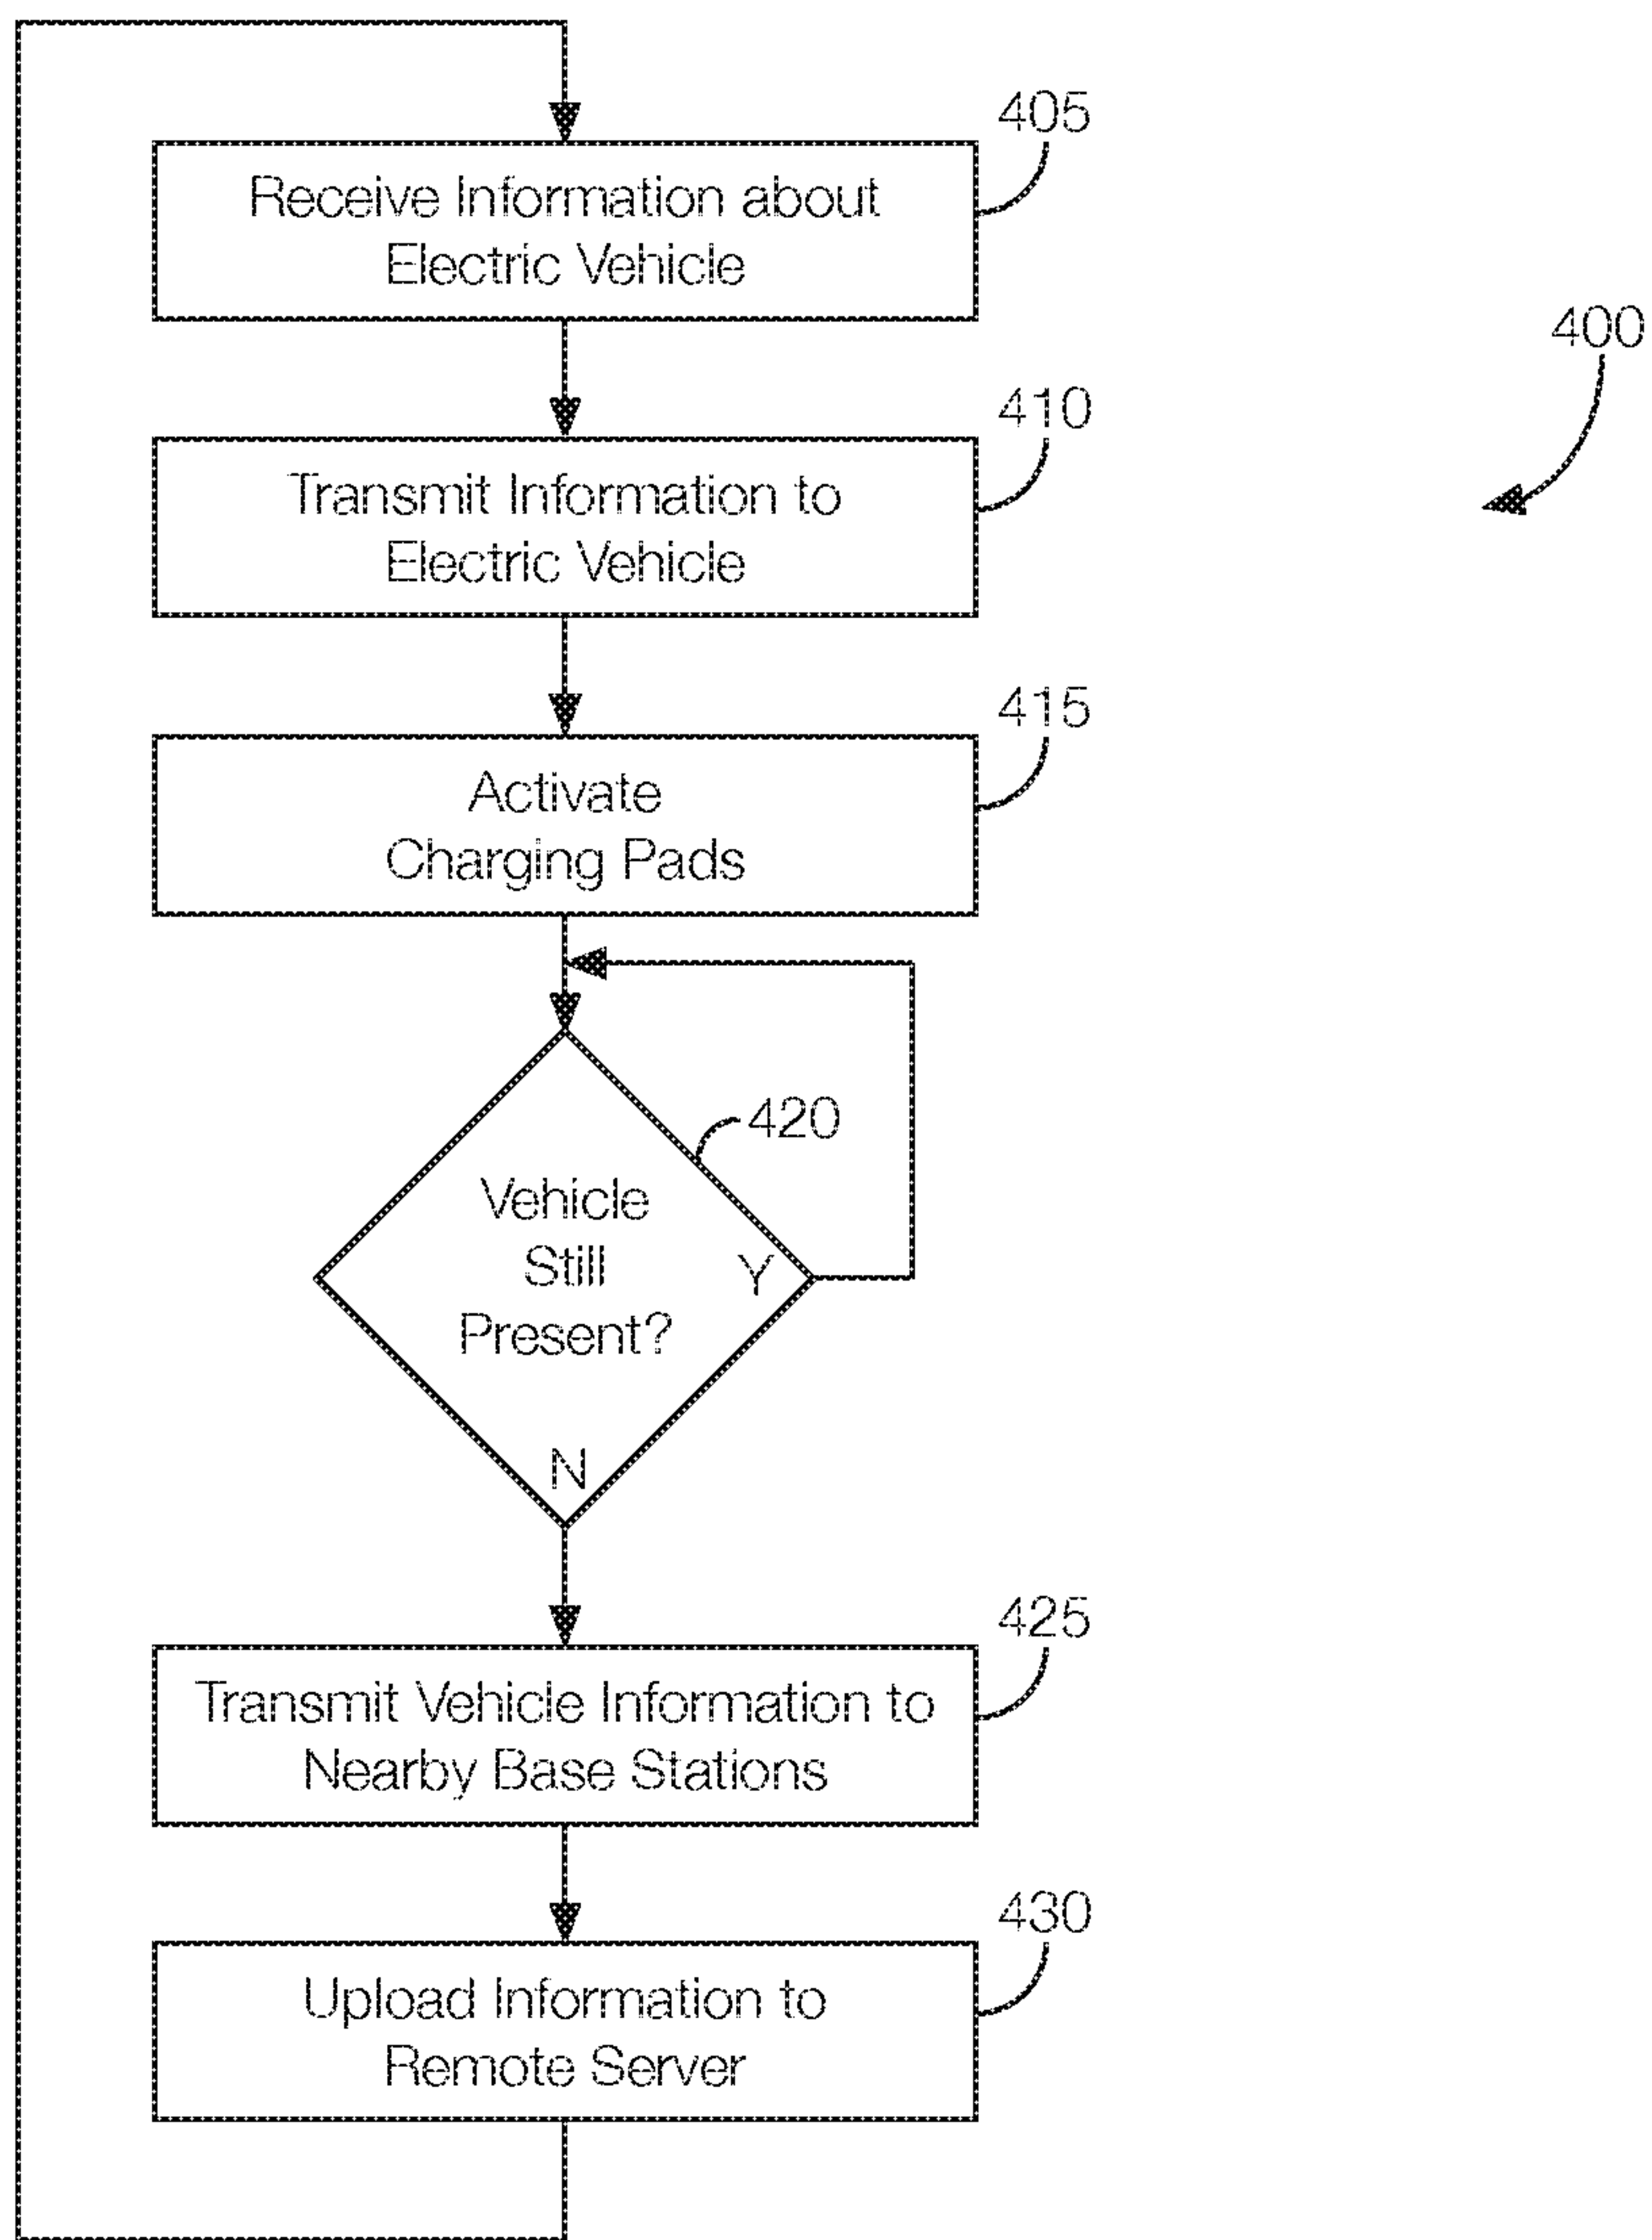 405
Receive Information about
Electric Vehicle
400
410
Transmit Information to
Electric Vehicle
415
Activate
Charging Pads
420
Vehicle
Still
Present?
Y
N
425
Transmit Vehicle Information to
Nearby Base Stations
430
Upload Information to
Remote Server